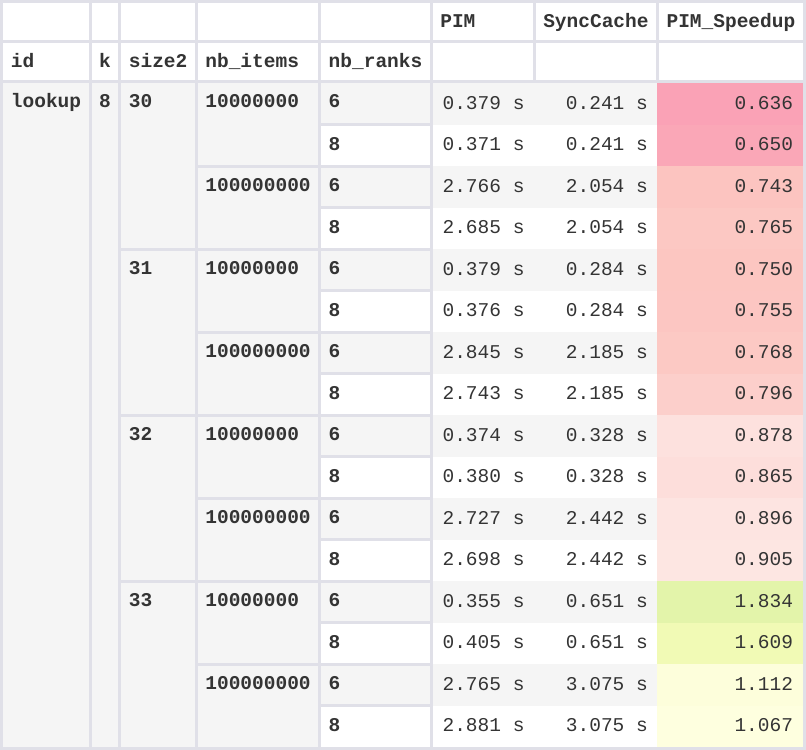 PIM SyncCache PIM_Speedup
id k size2 nb_items nb_ranks
lookup 8 30 10000000 6 0.379 s 0.241 s 0.636
8 0.371 s 0.241 s 0.650
100000000 6 2.766 s 2.054 s 0.743
8 2.685 s 2.054 s 0.765
31 10000000 6 0.379 s 0.284 s 0.750
8 0.376 s 0.284 s 0.755
100000000 6 2.845 s 2.185 s 0.768
8 2.743 s 2.185 s 0.796
32 10000000 6 0.374 s 0.328 s 0.878
8 0.380 s 0.328 s 0.865
100000000 6 2.727 s 2.442 s 0.896
8 2.698 s 2.442 s 0.905
33 10000000 6 0.355 s 0.651 s 1.834
8 0.405 s 0.651 s 1.609
100000000 6 2.765 s 3.075 s 1.112
8 2.881 s 3.075 s 1.067